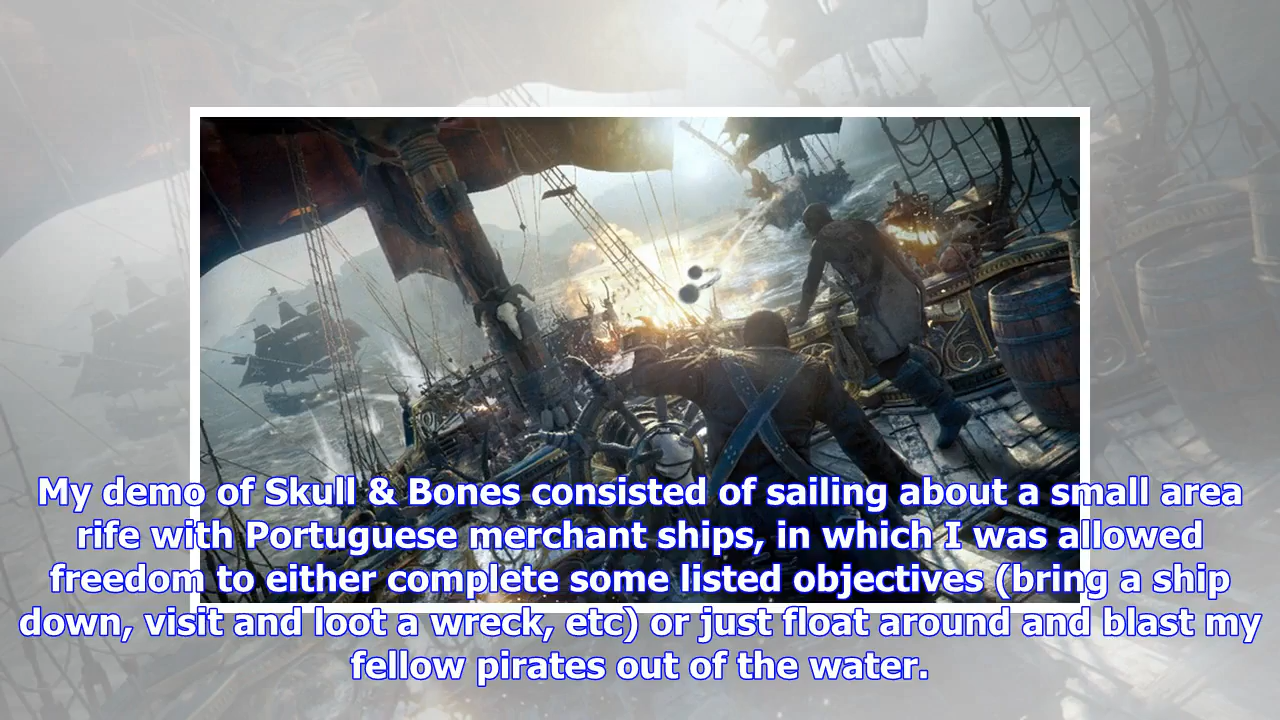 My demo of Skull & Bones consisted of sailing about a small area
rife with Portuguese merchant ships, in which I was allowed
freedom to either complete some listed objectives (bring a ship
down, visit and loot a wreck, etc) or just float around and blast my
fellow pirates out of the water.